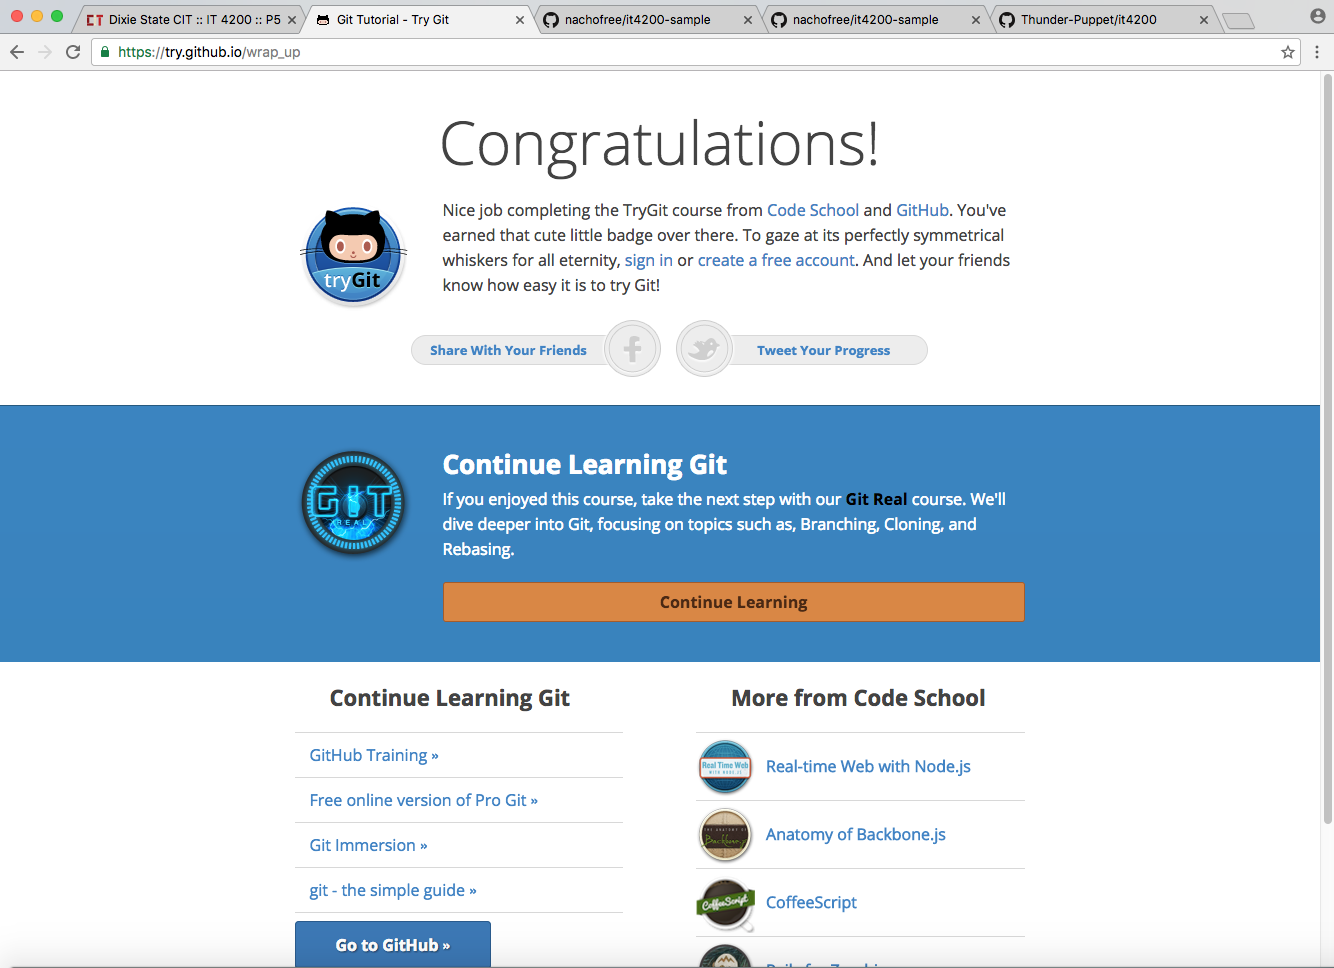 Dixie State CIT :: IT 4200 :: P5
Git Tutorial - Try Git
nachofree/it4200-sample
nachofree/it4200-sample
Thunder-Puppet/it4200
https://try.github.io/wrap_up
Congratulations!
Nice job completing the TryGit course from Code School and GitHub. You've
earned that cute little badge over there. To gaze at its perfectly symmetrical
whiskers for all eternity, sign in or create a free account. And let your friends
know how easy it is to try Git!
tryGit
Share With Your Friends
Tweet Your Progress
Continue Learning Git
If you enjoyed this course, take the next step with our Git Real course. We'll
dive deeper into Git, focusing on topics such as, Branching, Cloning, and
Rebasing.
GIT
REAL
Continue Learning
Continue Learning Git
GitHub Training »
Free online version of Pro Git »
Git Immersion »
git - the simple guide »
Go to GitHub »
More from Code School
Real Time Web
WITH NODE.JS
Real-time Web with Node.js
THE ANATOMY OF
Backbone.js
Anatomy of Backbone.js
CoffeeScript
CoffeeScript